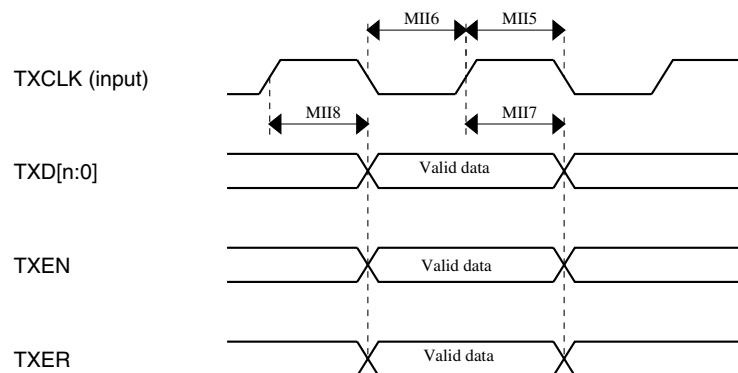 MII6 MII5
TXCLK (input)
MII8 MII7
TXD[n:0] Valid data
TXEN Valid data
TXER Valid data